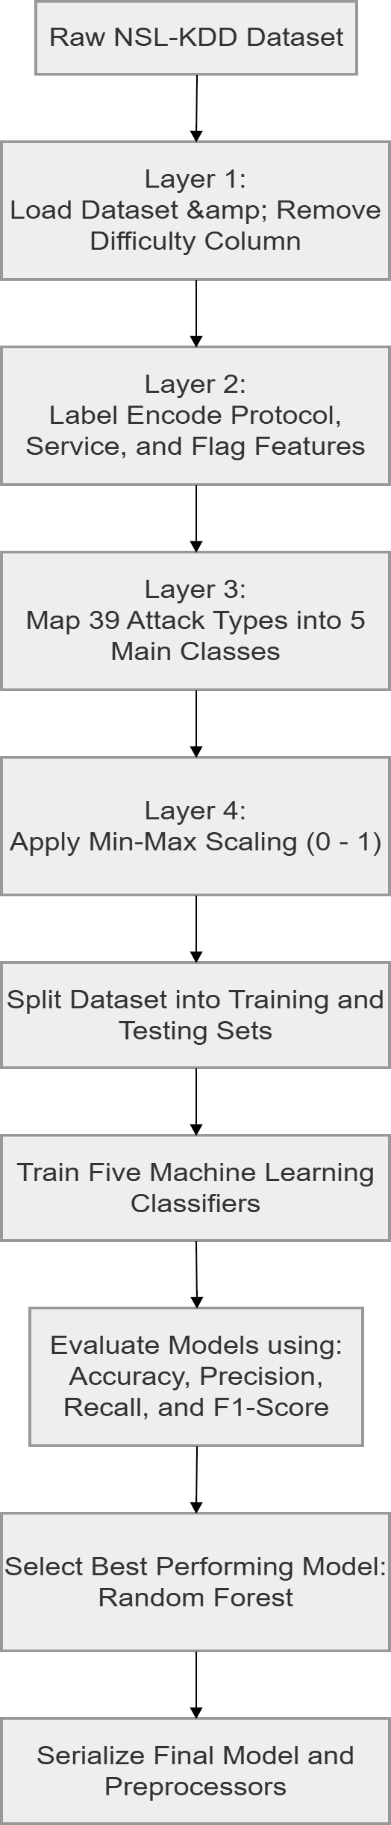 Raw NSL-KDD Dataset
Layer 1:
Load Dataset &amp; Remove
Difficulty Column
Layer 2:
Label Encode Protocol,
Service, and Flag Features
Layer 3:
Map 39 Attack Types into 5
Main Classes
Layer 4:
Apply Min-Max Scaling (0 - 1)
Split Dataset into Training and
Testing Sets
Train Five Machine Learning
Classifiers
Evaluate Models using:
Accuracy, Precision,
Recall, and F1-Score
Select Best Performing Model:
Random Forest
Serialize Final Model and
Preprocessors